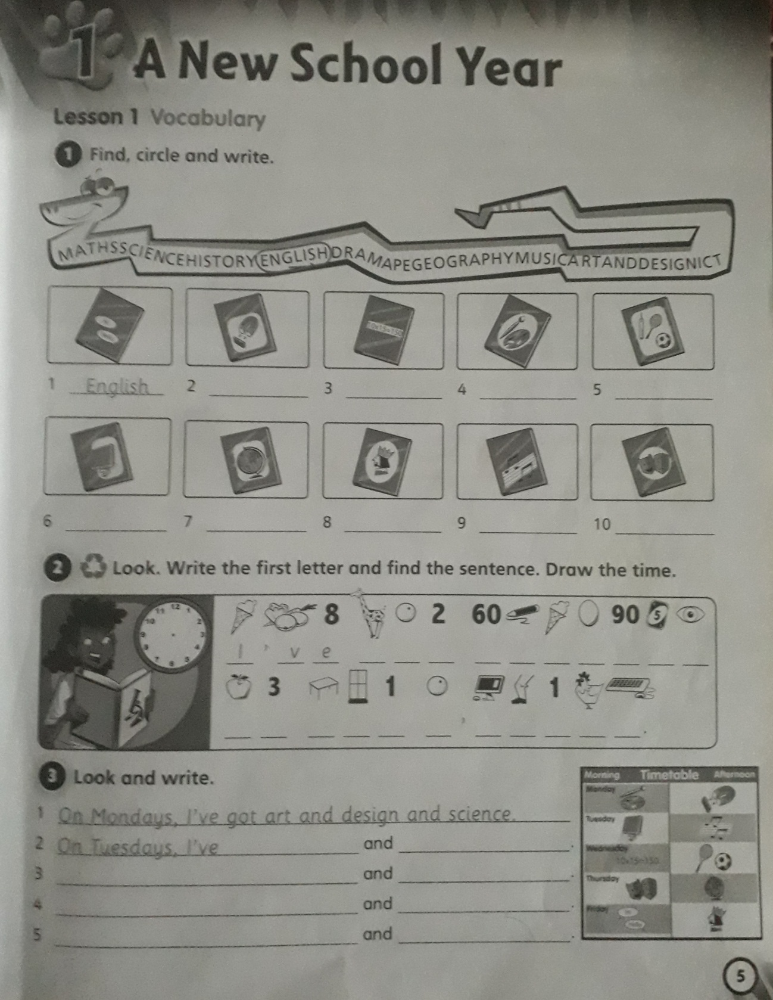 1 A New School Year
Lesson 1 Vocabulary
1 Find, circle and write.
MATHSSCIENCEHISTORYENGLISHDRAMAPEGEOGRAPHYMUSICARTANDDESIGNICT
10x15=150
1 English 2 3 4 5
6 7 8 9 10
2 Look. Write the first letter and find the sentence. Draw the time.
11 12 1
10 2
9 3
8 4
7 6 5
8 2 60 90 5
I ' v e
3 1 1
' .
3 Look and write.
Morning Timetable Afternoon
Monday
1 On Mondays, I've got art and design and science.
Tuesday
2 On Tuesdays, I've and .
Wednesday
10x15=150
3 and .
Thursday
4 and .
Friday
Hello
5 and .
5